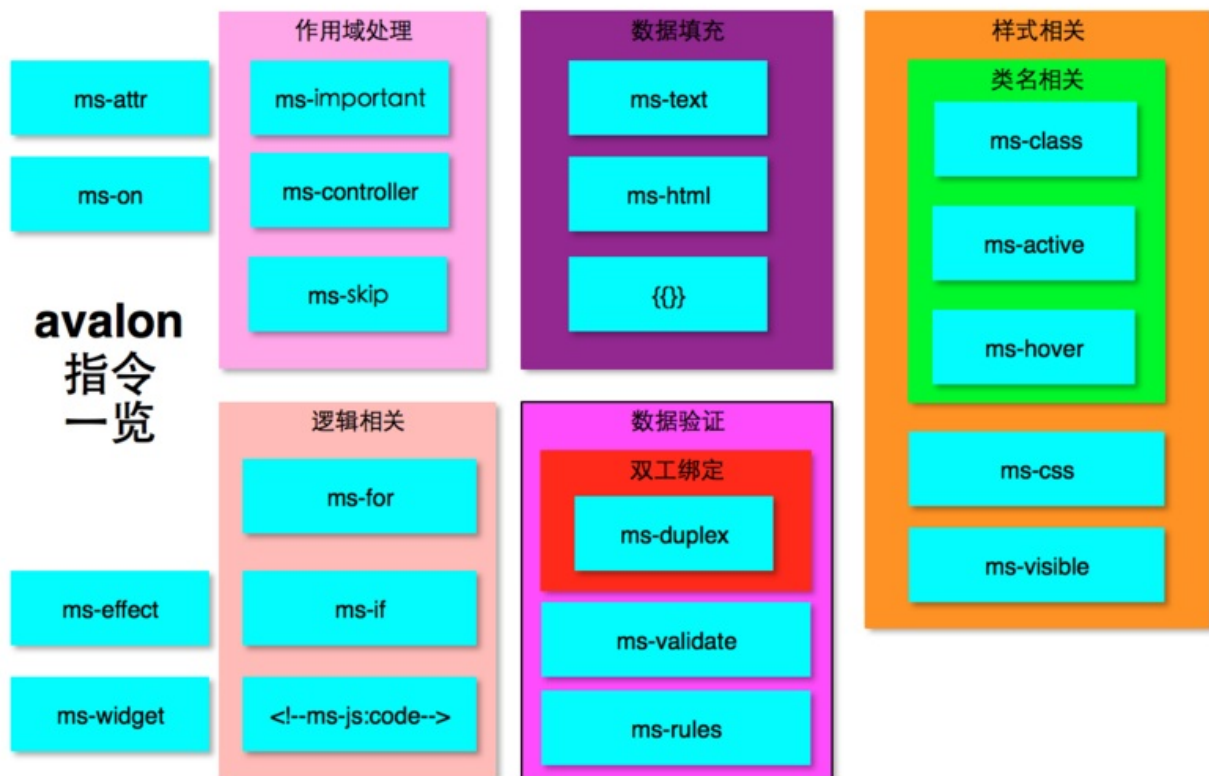 ms-attr
ms-on
avalon
指令
一览
ms-effect
ms-widget
作用域处理
ms-important
ms-controller
ms-skip
逻辑相关
ms-for
ms-if
<!--ms-js:code-->
数据填充
ms-text
ms-html
{{}}
数据验证
双工绑定
ms-duplex
ms-validate
ms-rules
样式相关
类名相关
ms-class
ms-active
ms-hover
ms-css
ms-visible